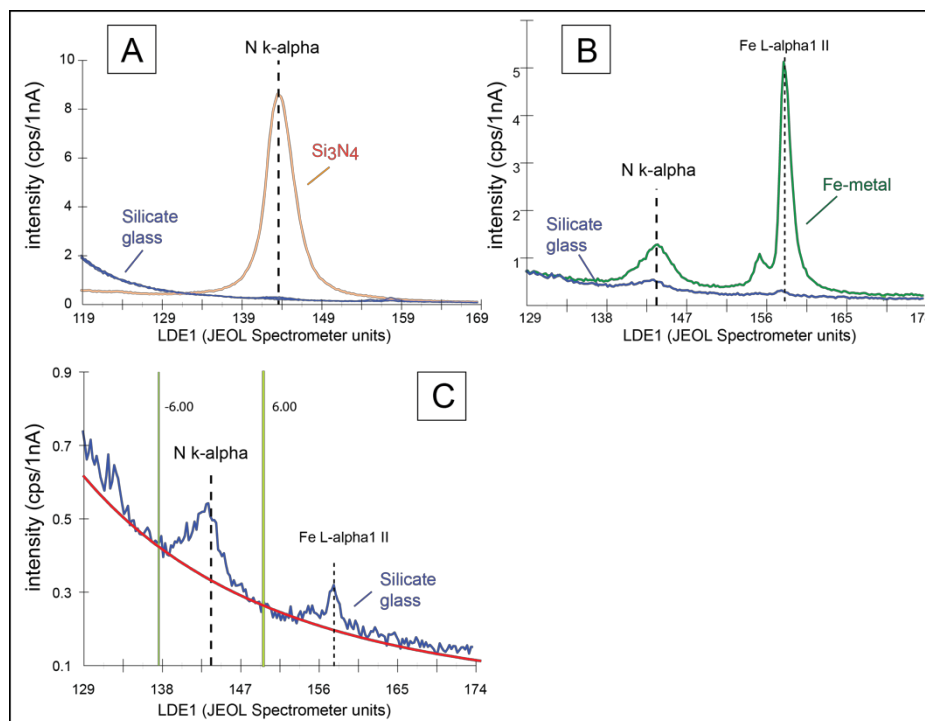 A
N k-alpha
intensity (cps/1nA)
10
8
6
4
2
0
Si3N4
Silicate
glass
119
129
139
149
159
169
LDE1 (JEOL Spectrometer units)
B
Fe L-alpha1 II
intensity (cps/1nA)
5
4
3
2
1
N k-alpha
Fe-metal
Silicate
glass
129
138
147
156
165
LDE1 (JEOL Spectrometer units)
C
0.9
0.7
0.5
0.3
0.1
intensity (cps/1nA)
-6.00
6.00
N k-alpha
Fe L-alpha1 II
Silicate
glass
129
138
147
156
165
174
LDE1 (JEOL Spectrometer units)